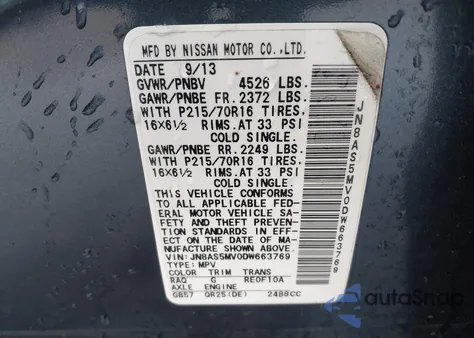 MFD BY NISSAN MOTOR CO., LTD.
DATE 9/13
GVWR/PNBV 4526 LBS.
GAWR/PNBE FR. 2372 LBS.
WITH P215/70R16 TIRES,
16X6½ RIMS. AT 33 PSI
COLD SINGLE.
GAWR/PNBE RR. 2249 LBS.
WITH P215/70R16 TIRES,
16X6½ RIMS. AT 33 PSI
COLD SINGLE.
THIS VEHICLE CONFORMS
TO ALL APPLICABLE FED-
ERAL MOTOR VEHICLE SA-
FETY AND THEFT PREVENTION
STANDARDS IN EFFECT
ON THE DATE OF MA-
NUFACTURE SHOWN ABOVE.
VIN JN8AS5MV0DW663769
TYPE: MPV
COLOR TRIM TRANS
RAQ G RE0F10A
AXLE ENGINE
GB57 QR25(DE) 2488CC
JN8AS5MV0DW663769
autoSnap